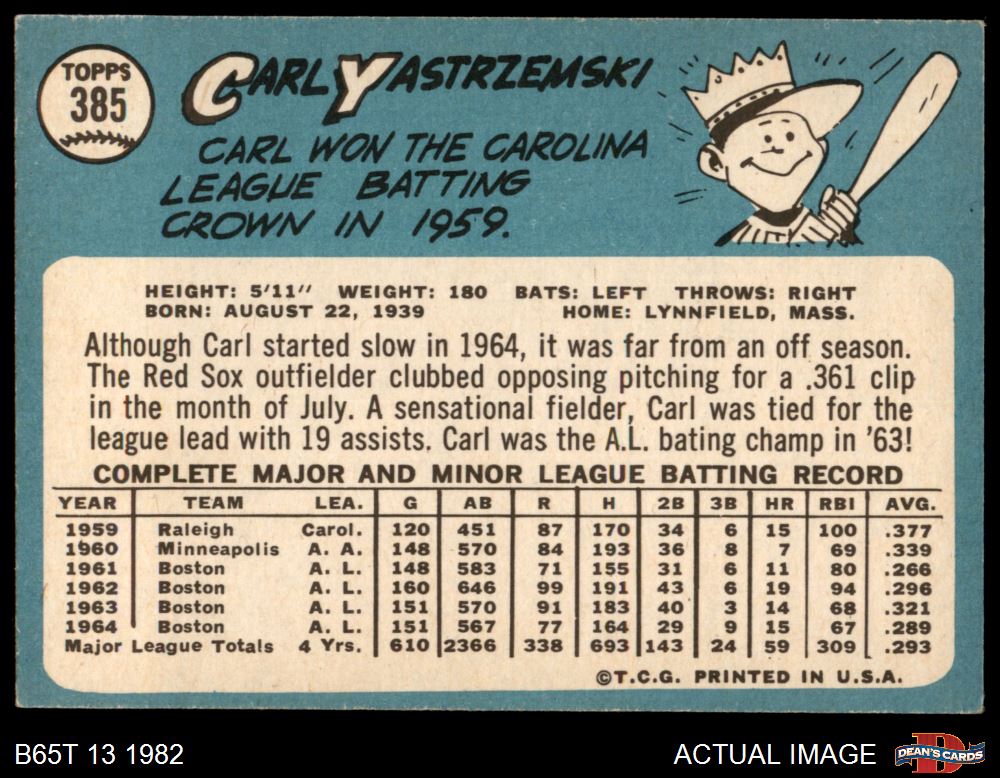 TOPPS
385
CARL YASTRZEMSKI
CARL WON THE CAROLINA
LEAGUE BATTING
CROWN IN 1959.
HEIGHT: 5'11" WEIGHT: 180 BATS: LEFT THROWS: RIGHT
BORN: AUGUST 22, 1939 HOME: LYNNFIELD, MASS.
Although Carl started slow in 1964, it was far from an off season.
The Red Sox outfielder clubbed opposing pitching for a .361 clip
in the month of July. A sensational fielder, Carl was tied for the
league lead with 19 assists. Carl was the A.L. bating champ in '63!
COMPLETE MAJOR AND MINOR LEAGUE BATTING RECORD
YEAR TEAM LEA. G AB R H 2B 3B HR RBI AVG.
1959 Raleigh Carol. 120 451 87 170 34 6 15 100 .377
1960 Minneapolis A. A. 148 570 84 193 36 8 7 69 .339
1961 Boston A. L. 148 583 71 155 31 6 11 80 .266
1962 Boston A. L. 160 646 99 191 43 6 19 94 .296
1963 Boston A. L. 151 570 91 183 40 3 14 68 .321
1964 Boston A. L. 151 567 77 164 29 9 15 67 .289
Major League Totals 4 Yrs. 610 2366 338 693 143 24 59 309 .293
©T.C.G. PRINTED IN U.S.A.
B65T 13 1982
ACTUAL IMAGE
DEAN'S CARDS